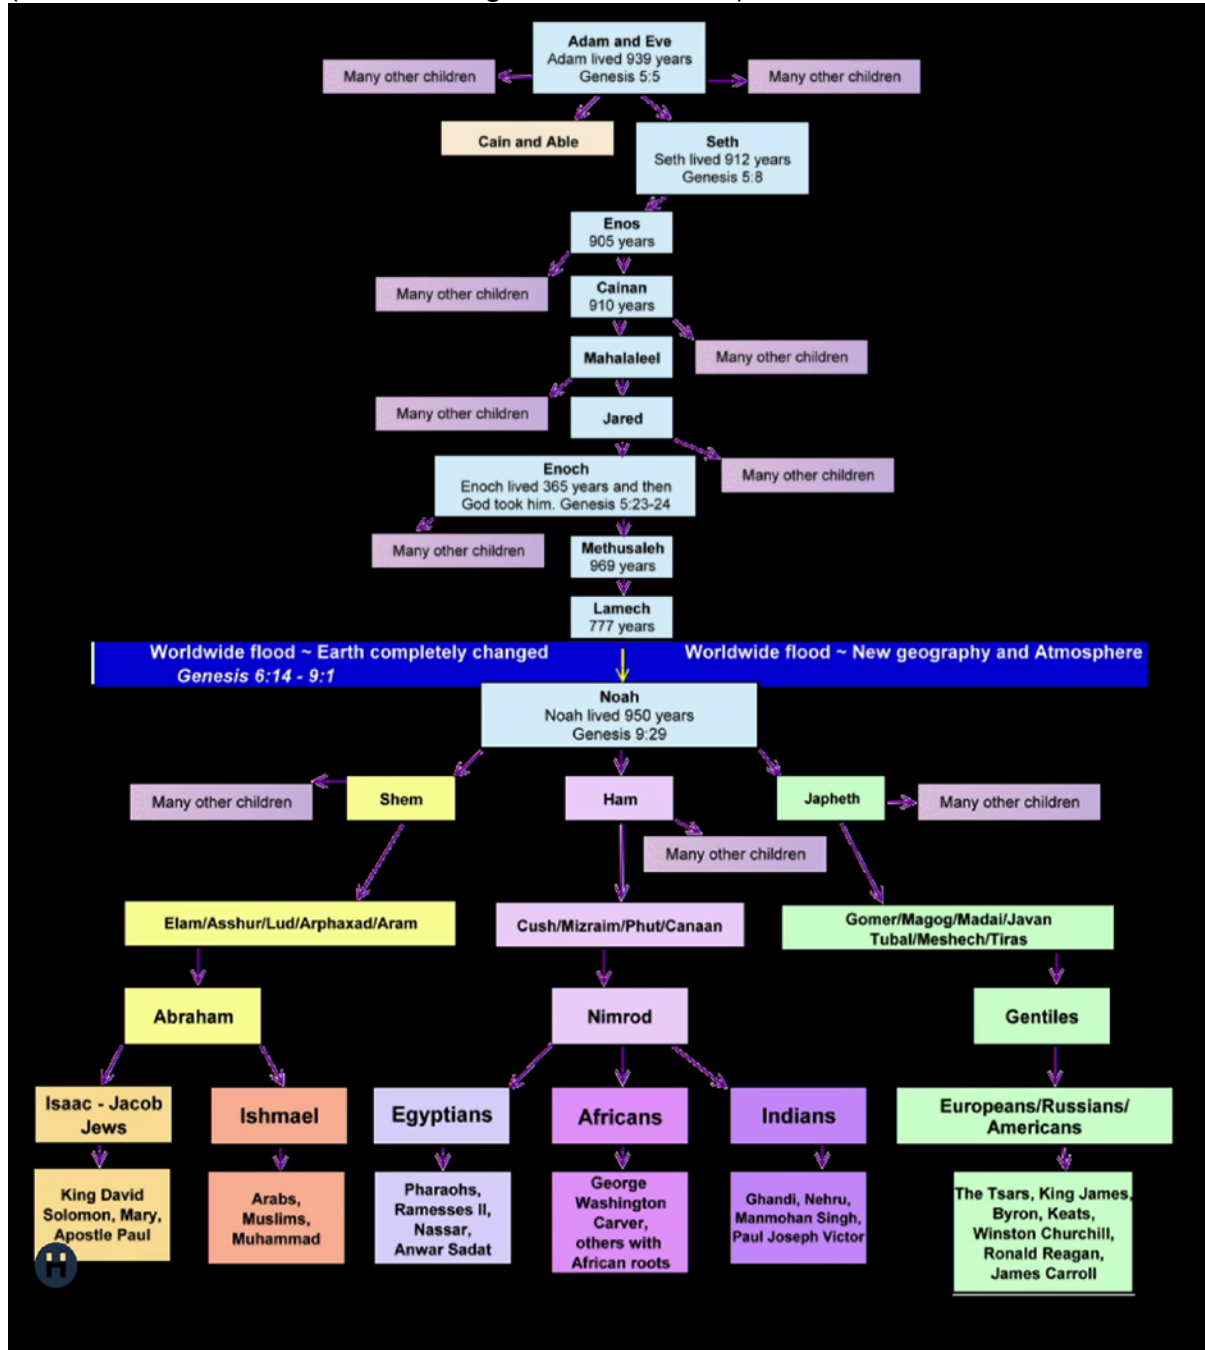 Adam and Eve
Adam lived 939 years
Genesis 5:5
Many other children
Many other children
Cain and Able
Seth
Seth lived 912 years
Genesis 5:8
Enos
905 years
Many other children
Cainan
910 years
Mahalaleel
Many other children
Many other children
Jared
Enoch
Enoch lived 365 years and then
God took him. Genesis 5:23-24
Many other children
Many other children
Methusaleh
969 years
Lamech
777 years
Worldwide flood ~ Earth completely changed
Genesis 6:14 - 9:1
Worldwide flood ~ New geography and Atmosphere
Noah
Noah lived 950 years
Genesis 9:29
Many other children
Shem
Ham
Japheth
Many other children
Many other children
Elam/Asshur/Lud/Arphaxad/Aram
Cush/Mizraim/Phut/Canaan
Gomer/Magog/Madai/Javan
Tubal/Meshech/Tiras
Abraham
Nimrod
Gentiles
Isaac - Jacob
Jews
Ishmael
Egyptians
Africans
Indians
Europeans/Russians/
Americans
King David
Solomon, Mary,
Apostle Paul
Arabs,
Muslims,
Muhammad
Pharaohs,
Ramesses II,
Nassar,
Anwar Sadat
George
Washington
Carver,
others with
African roots
Ghandi, Nehru,
Manmohan Singh,
Paul Joseph Victor
The Tsars, King James,
Byron, Keats,
Winston Churchill,
Ronald Reagan,
James Carroll
H